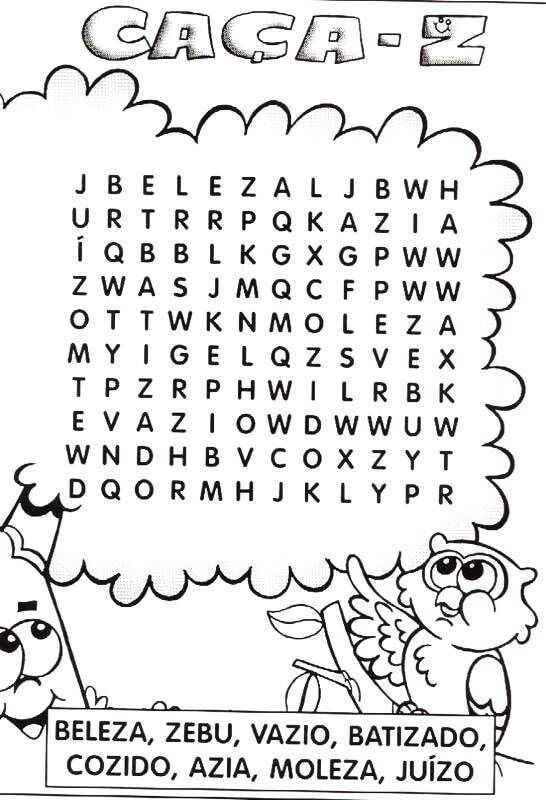 CAÇA-Z
J B E L E Z A L J B W H
U R T R R P Q K A Z I A
Í Q B B L K G X G P W W
Z W A S J M Q C F P W W
O T T W K N M O L E Z A
M Y I G E L Q Z S V E X
T P Z R P H W I L R B K
E V A Z I O W D W W U W
W N D H B V C O X Z Y T
D Q O R M H J K L Y P R
BELEZA, ZEBU, VAZIO, BATIZADO,
COZIDO, AZIA, MOLEZA, JUÍZO